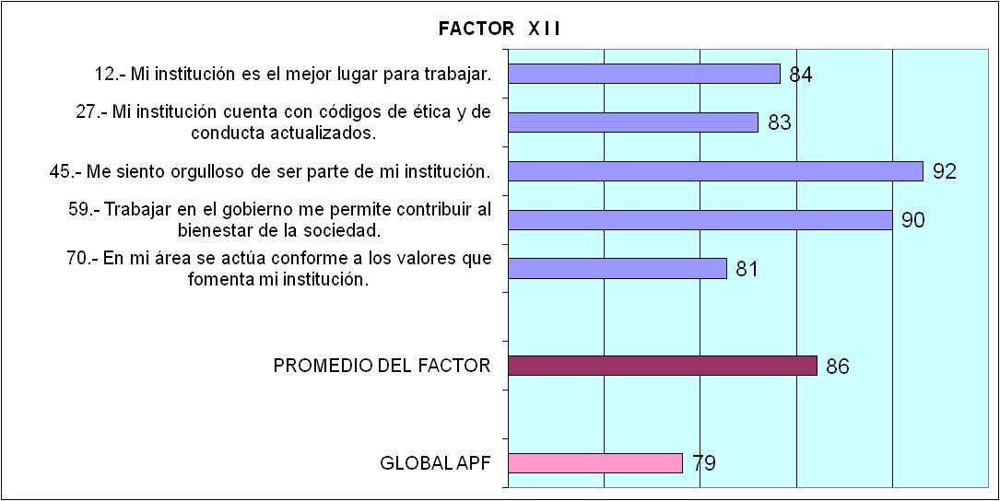 FACTOR XII
12.- Mi institución es el mejor lugar para trabajar.
84
27.- Mi institución cuenta con códigos de ética y de
conducta actualizados.
83
45.- Me siento orgulloso de ser parte de mi institución.
92
59.- Trabajar en el gobierno me permite contribuir al
bienestar de la sociedad.
90
70.- En mi área se actúa conforme a los valores que
fomenta mi institución.
81
PROMEDIO DEL FACTOR
86
GLOBAL APF
79